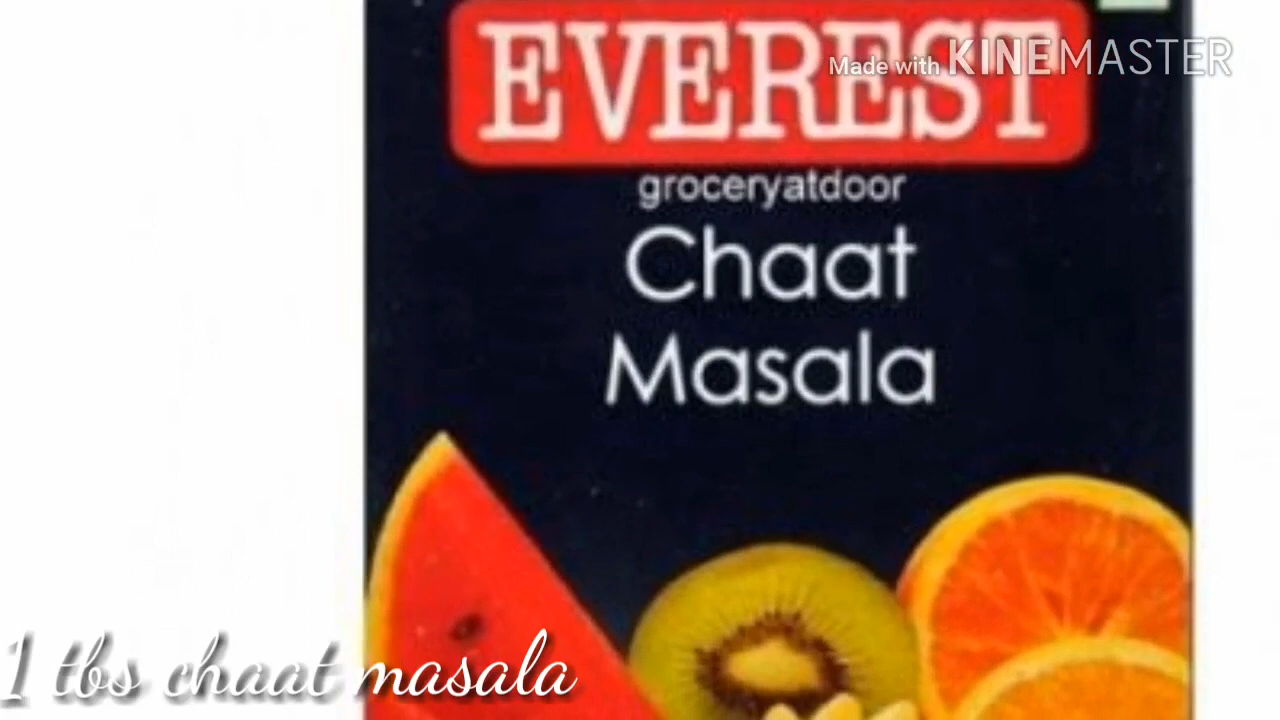 EVEREST
Made with KINEMASTER
groceryatdoor
Chaat
Masala
1 tbs chaat masala